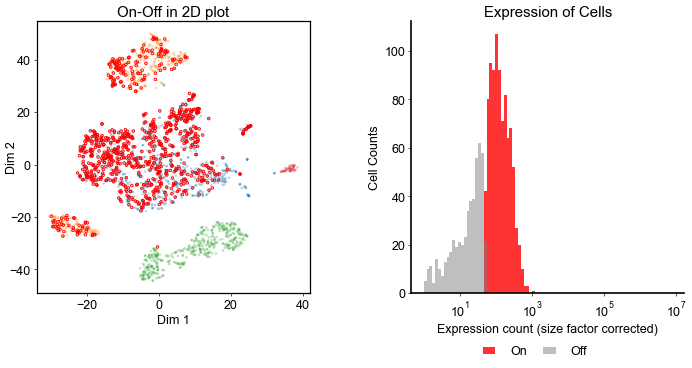 On-Off in 2D plot
Dim 2
40
20
0
−20
−40
−20
0
20
40
Dim 1
Expression of Cells
Cell Counts
100
80
60
40
20
0
10^1
10^3
10^5
10^7
Expression count (size factor corrected)
On
Off